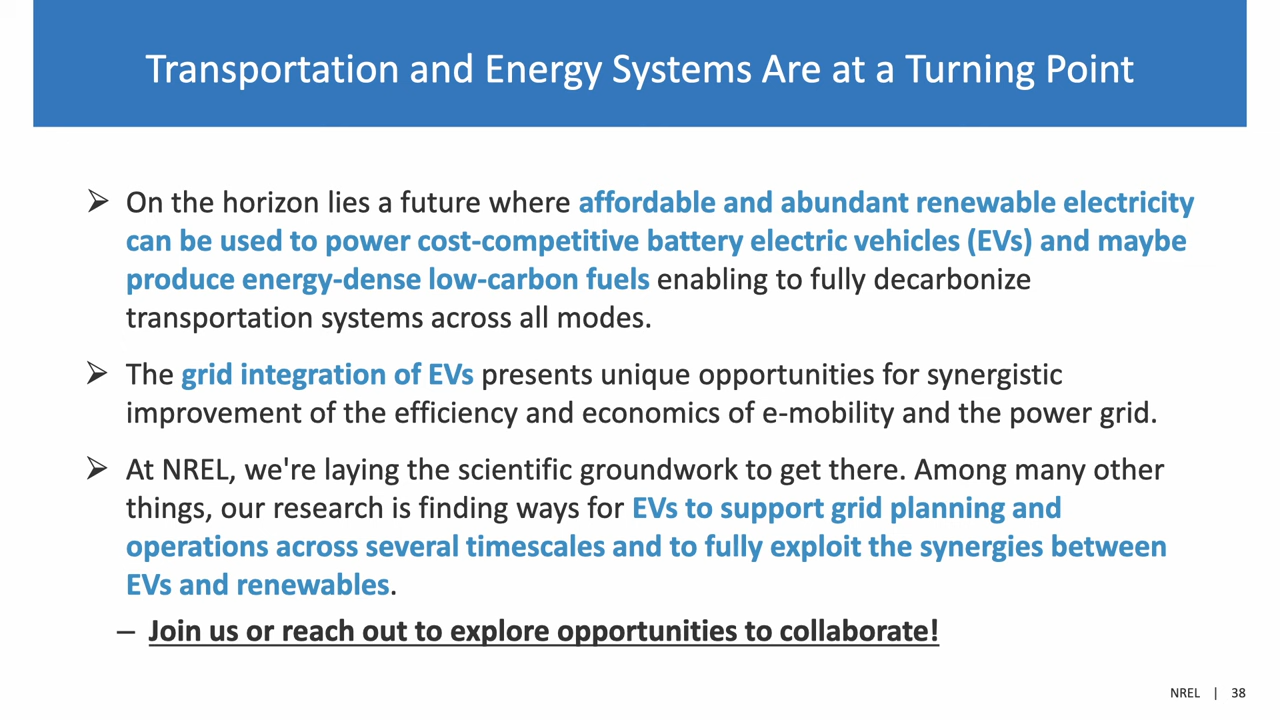 Transportation and Energy Systems Are at a Turning Point
➢ On the horizon lies a future where affordable and abundant renewable electricity
can be used to power cost-competitive battery electric vehicles (EVs) and maybe
produce energy-dense low-carbon fuels enabling to fully decarbonize
transportation systems across all modes.
➢ The grid integration of EVs presents unique opportunities for synergistic
improvement of the efficiency and economics of e-mobility and the power grid.
➢ At NREL, we're laying the scientific groundwork to get there. Among many other
things, our research is finding ways for EVs to support grid planning and
operations across several timescales and to fully exploit the synergies between
EVs and renewables.
– Join us or reach out to explore opportunities to collaborate!
NREL | 38